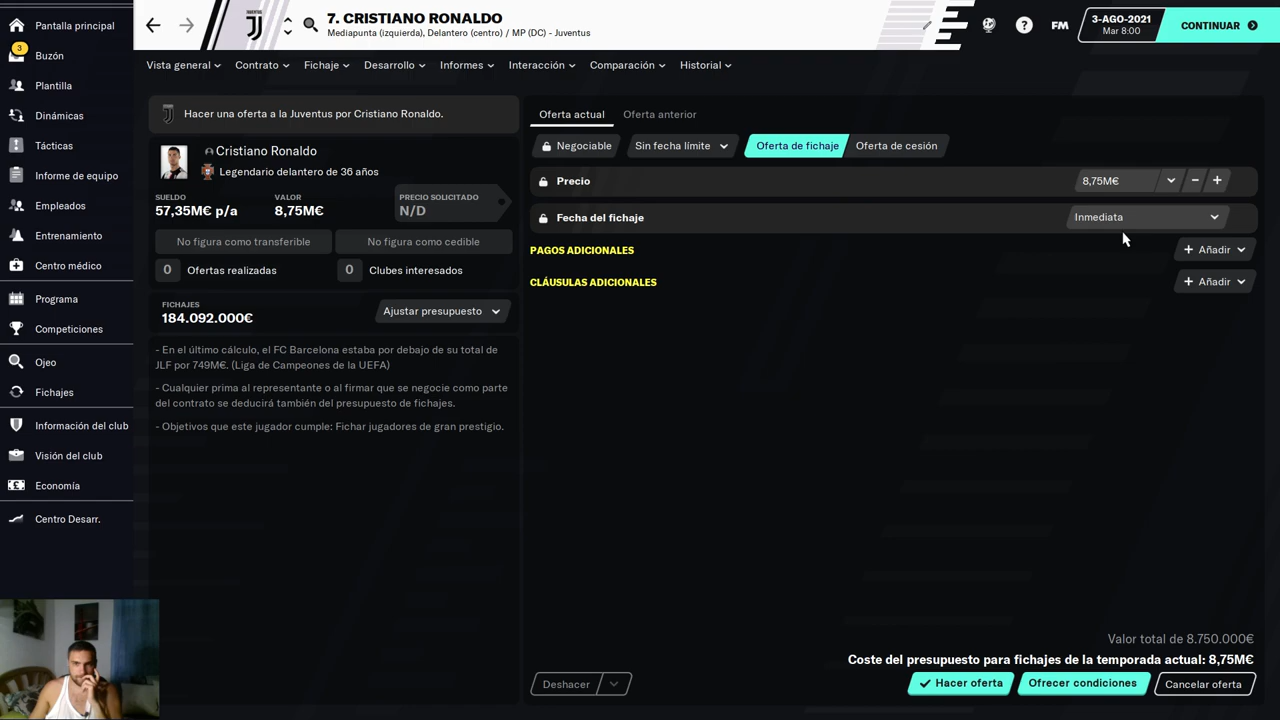 Pantalla principal
3
Buzón
Plantilla
Dinámicas
Tácticas
Informe de equipo
Empleados
Entrenamiento
Centro médico
Programa
Competiciones
Ojeo
Fichajes
Información del club
Visión del club
Economía
Centro Desarr.
7. CRISTIANO RONALDO
Mediapunta (izquierda), Delantero (centro) / MP (DC) - Juventus
FM
3-AGO-2021
Mar 8:00
CONTINUAR
Vista general Contrato Fichaje Desarrollo Informes Interacción Comparación Historial
Hacer una oferta a la Juventus por Cristiano Ronaldo.
Cristiano Ronaldo
Legendario delantero de 36 años
SUELDO VALOR PRECIO SOLICITADO
57,35M€ p/a 8,75M€ N/D
No figura como transferible No figura como cedible
0 Ofertas realizadas 0 Clubes interesados
FICHAJES
184.092.000€
Ajustar presupuesto
- En el último cálculo, el FC Barcelona estaba por debajo de su total de
JLF por 749M€. (Liga de Campeones de la UEFA)
- Cualquier prima al representante o al firmar que se negocie como parte
del contrato se deducirá también del presupuesto de fichajes.
- Objetivos que este jugador cumple: Fichar jugadores de gran prestigio.
Oferta actual Oferta anterior
Negociable Sin fecha límite Oferta de fichaje Oferta de cesión
Precio 8,75M€ - +
Fecha del fichaje Inmediata
PAGOS ADICIONALES + Añadir
CLÁUSULAS ADICIONALES + Añadir
Valor total de 8.750.000€
Coste del presupuesto para fichajes de la temporada actual: 8,75M€
Deshacer Hacer oferta Ofrecer condiciones Cancelar oferta